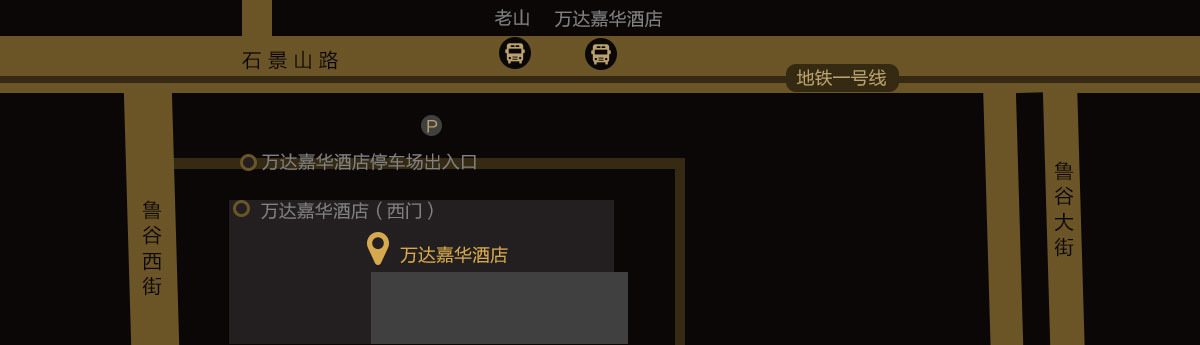 老山
万达嘉华酒店
石景山路
地铁一号线
P
万达嘉华酒店停车场出入口
万达嘉华酒店（西门）
万达嘉华酒店
鲁谷西街
鲁谷大街